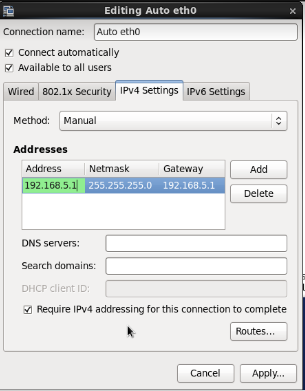 Editing Auto eth0
Connection name: Auto eth0
Connect automatically
Available to all users
Wired 802.1x Security IPv4 Settings IPv6 Settings
Method: Manual
Addresses
Address Netmask Gateway
192.168.5.1 255.255.255.0 192.168.5.1
Add
Delete
DNS servers:
Search domains:
DHCP client ID:
Require IPv4 addressing for this connection to complete
Routes...
Cancel Apply...